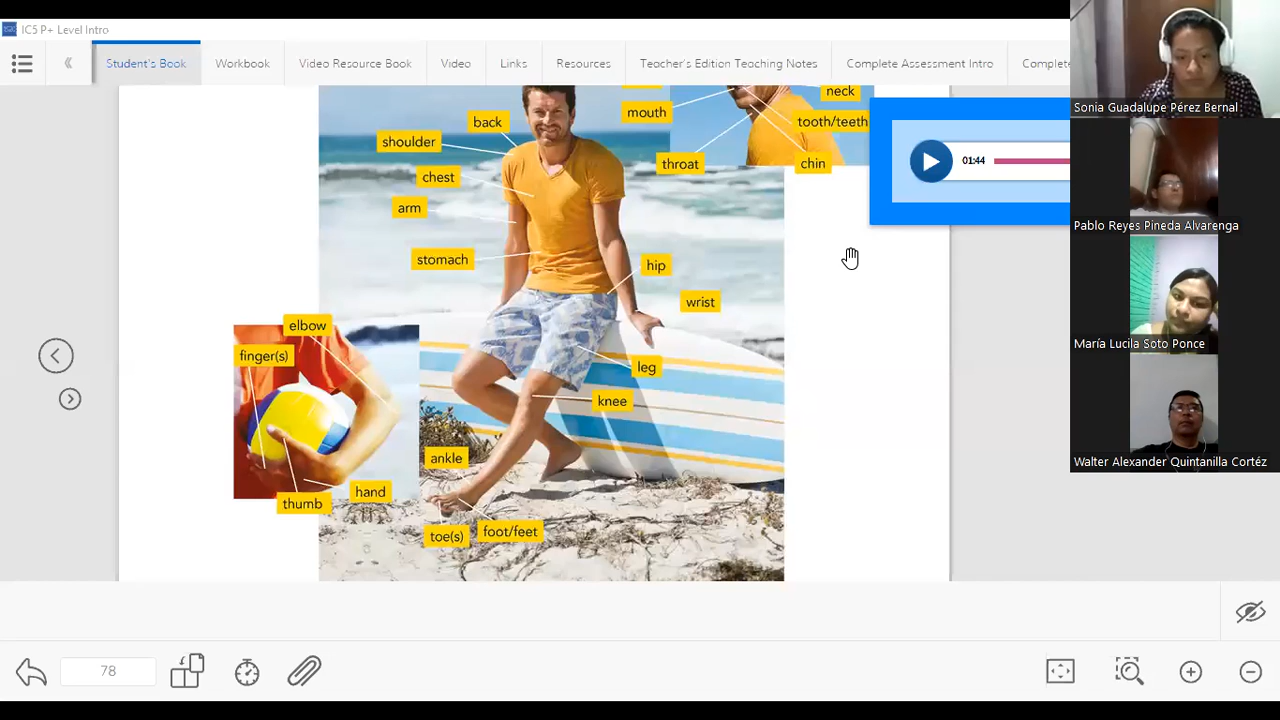 IC5 P+ Level Intro
Student's Book
Workbook
Video Resource Book
Video
Links
Resources
Teacher's Edition Teaching Notes
Complete Assessment Intro
Complete
neck
mouth
back
tooth/teeth
shoulder
throat
chin
chest
arm
stomach
hip
wrist
elbow
finger(s)
leg
knee
ankle
hand
thumb
foot/feet
toe(s)
01:44
78
Sonia Guadalupe Pérez Bernal
Pablo Reyes Pineda Alvarenga
María Lucila Soto Ponce
Walter Alexander Quintanilla Cortéz